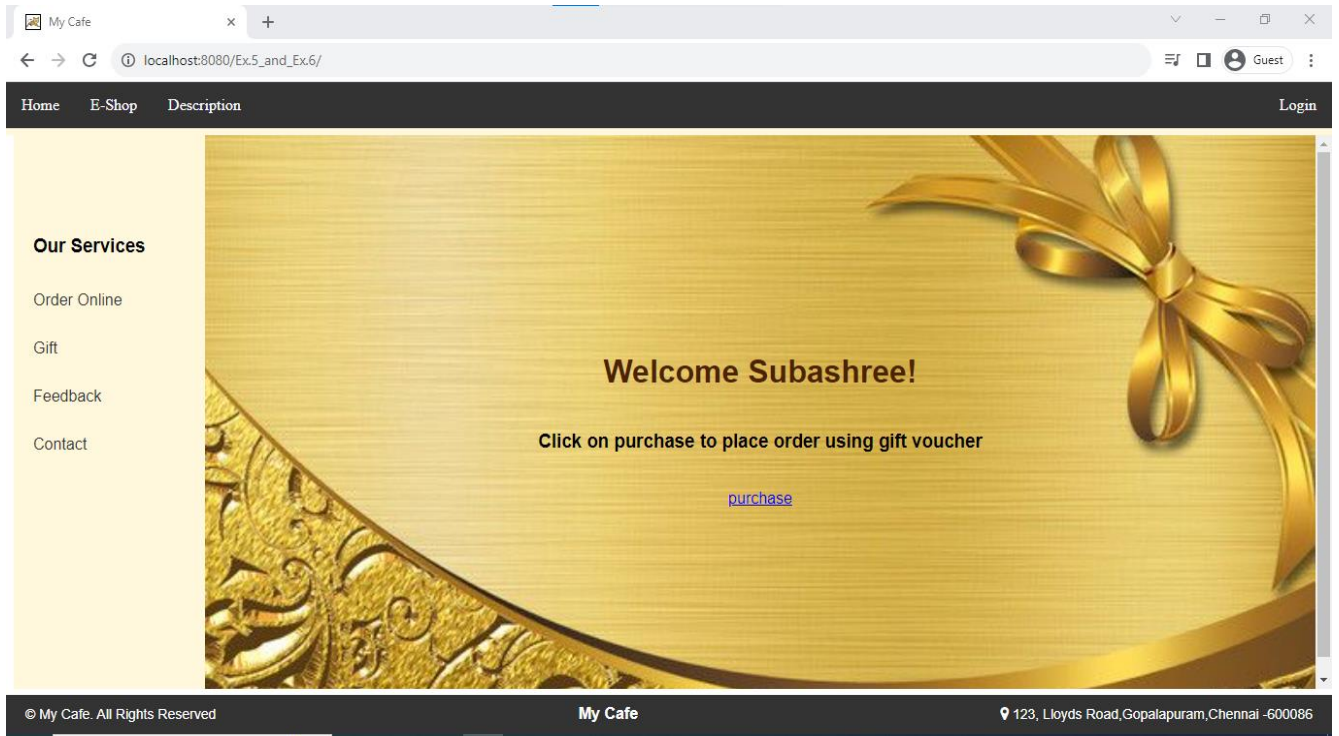 My Cafe
localhost:8080/Ex.5_and_Ex.6/
Guest
Home E-Shop Description Login
Our Services
Order Online
Gift
Feedback
Contact
Welcome Subashree!
Click on purchase to place order using gift voucher
purchase
© My Cafe. All Rights Reserved My Cafe 123, Lloyds Road,Gopalapuram,Chennai -600086